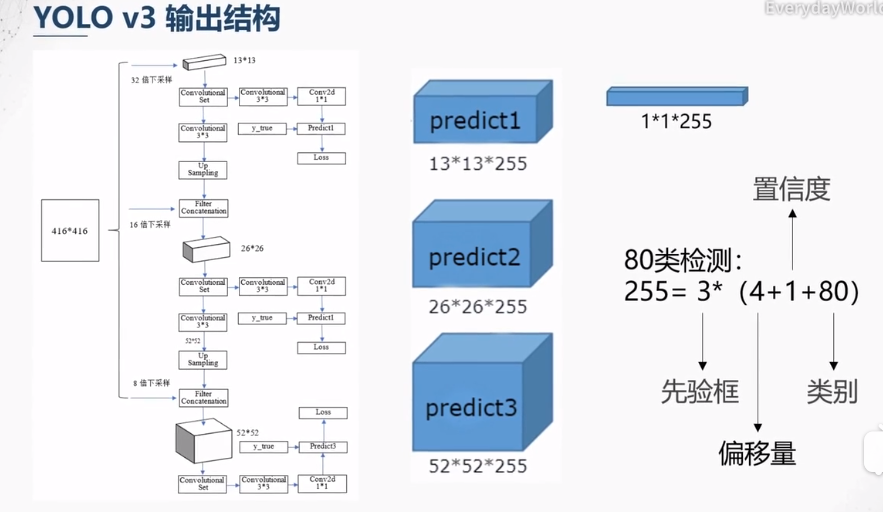 YOLO v3 输出结构
EverydayWorld
13*13
32 倍下采样
Convolutional Set
Convolutional 3*3
Conv2d 1*1
Convolutional 3*3
y_true
Predict1
Up Sampling
Loss
416*416
16 倍下采样
Filter Concatenation
26*26
Convolutional Set
Convolutional 3*3
Conv2d 1*1
Convolutional 3*3
y_true
Predict1
52*52
Up Sampling
Loss
8 倍下采样
Filter Concatenation
Loss
52*52
y_true
Predict3
Convolutional Set
Convolutional 3*3
Conv2d 1*1
predict1
13*13*255
predict2
26*26*255
predict3
52*52*255
1*1*255
置信度
80类检测:
255= 3*（4+1+80）
先验框
类别
偏移量